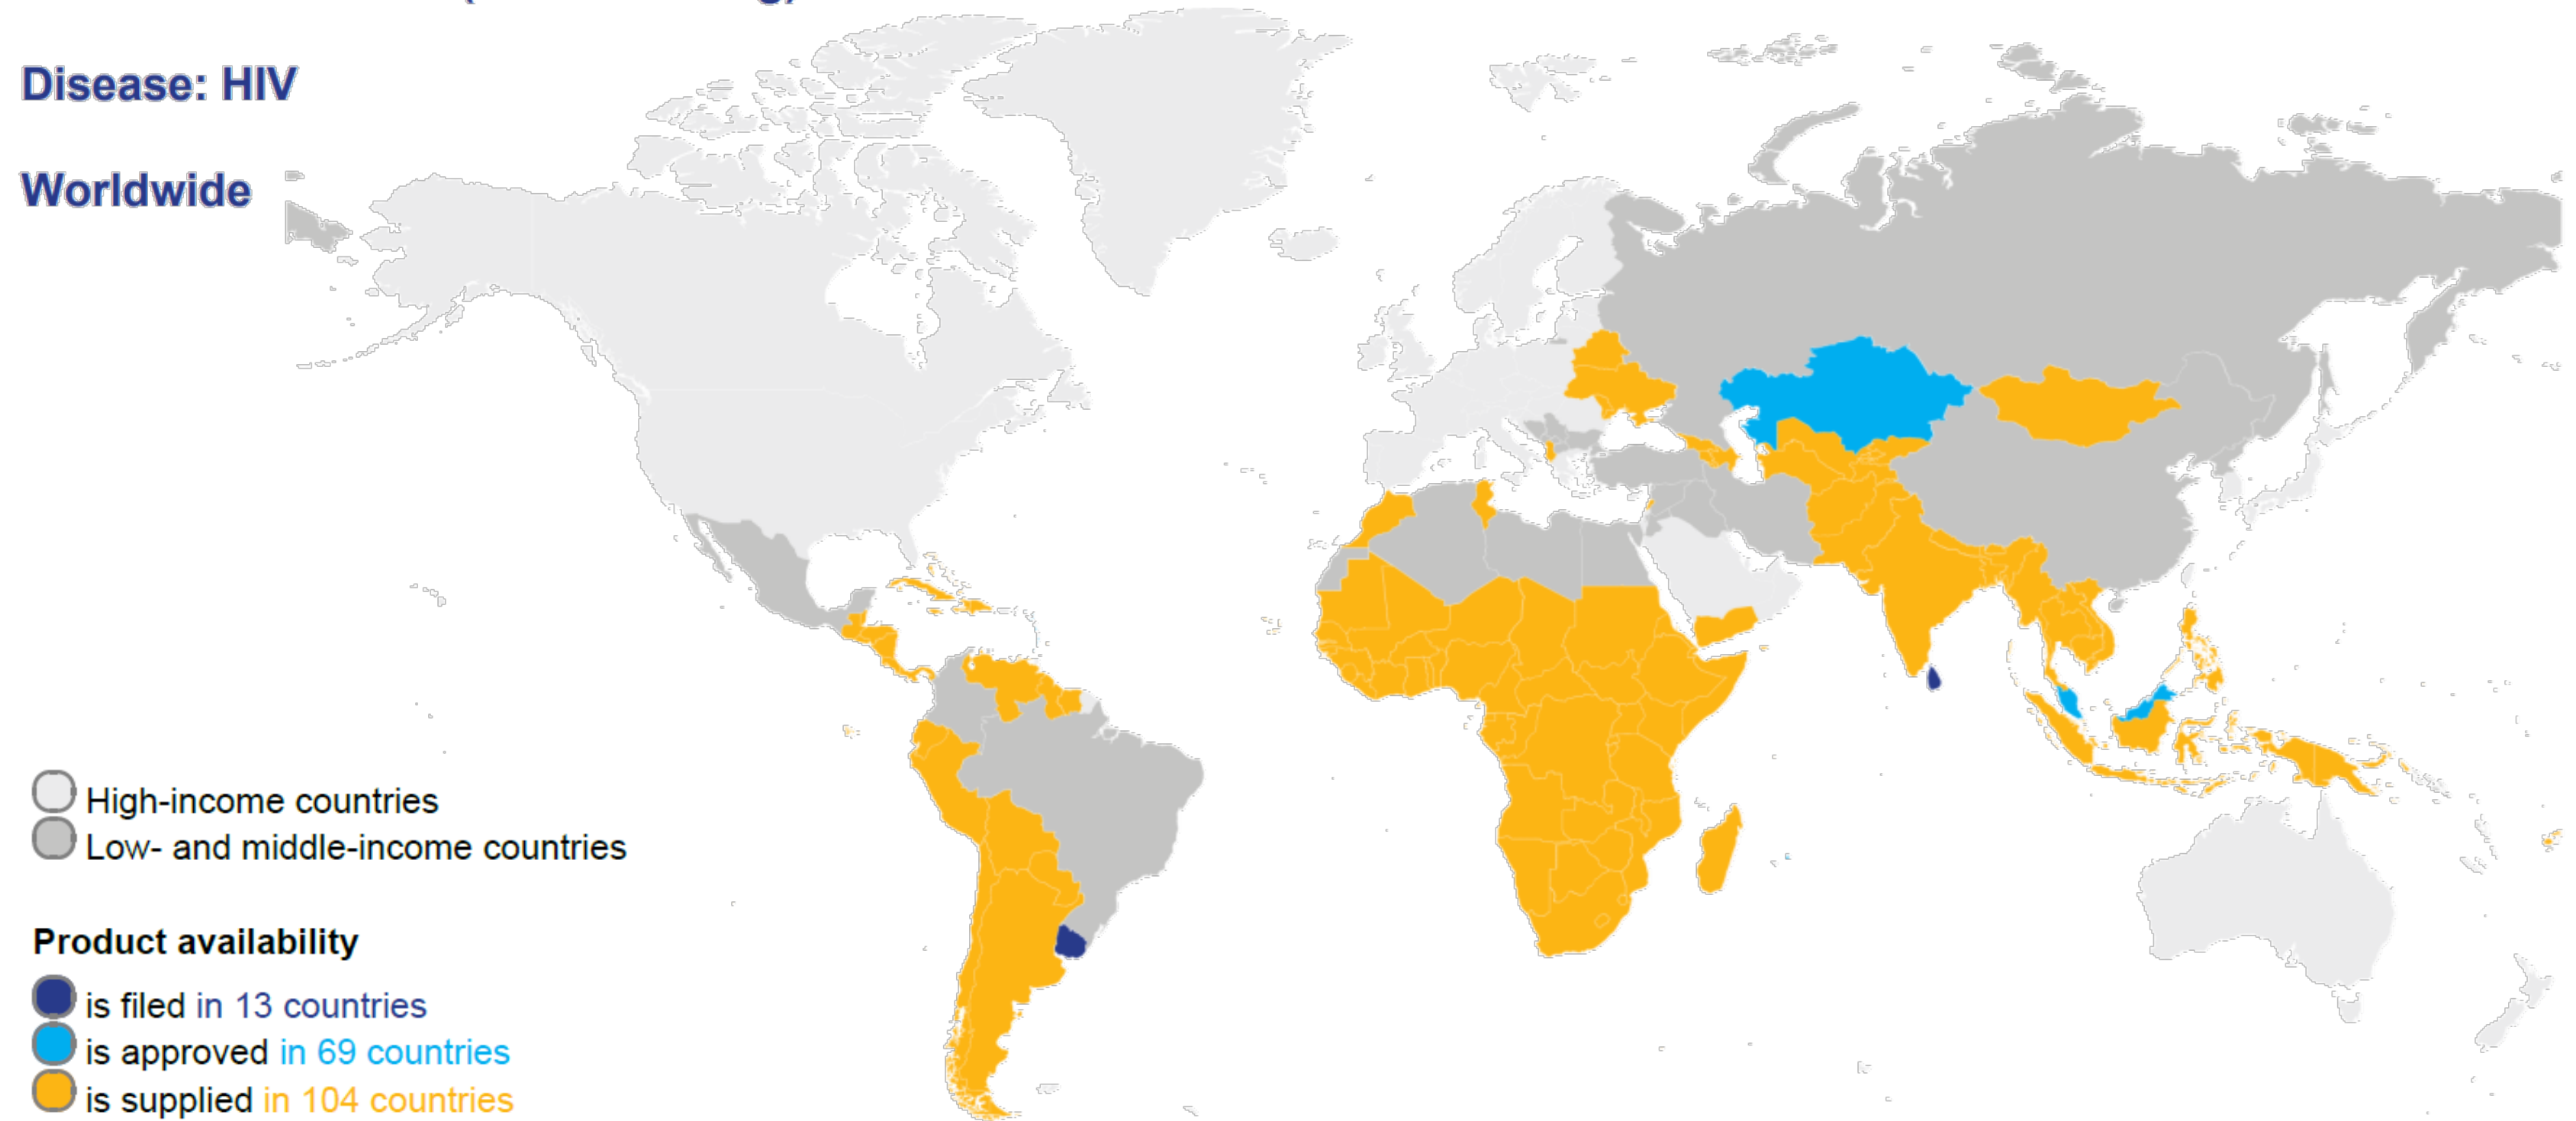 Disease: HIV
Worldwide
High-income countries
Low- and middle-income countries
Product availability
is filed in 13 countries
is approved in 69 countries
is supplied in 104 countries